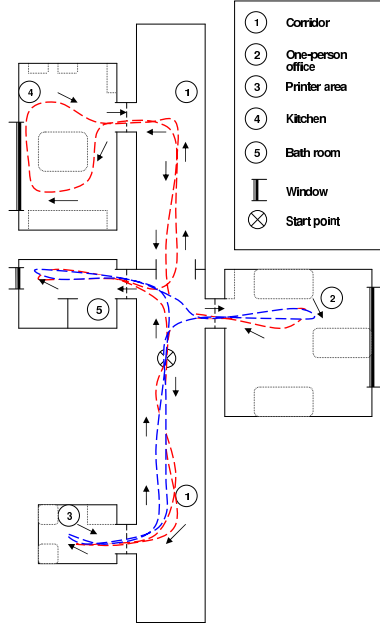 1 Corridor
2 One-person
office
3 Printer area
4 Kitchen
5 Bath room
Window
Start point
4
1
2
5
3
1